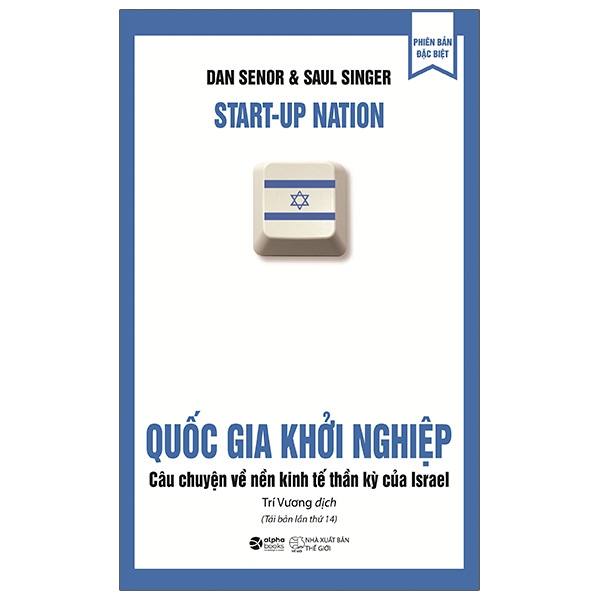 PHIÊN BẢN
ĐẶC BIỆT
DAN SENOR & SAUL SINGER
START-UP NATION
QUỐC GIA KHỞI NGHIỆP
Câu chuyện về nền kinh tế thần kỳ của Israel
Trí Vương dịch
(Tái bản lần thứ 14)
alpha
books
NHÀ XUẤT BẢN
THẾ GIỚI